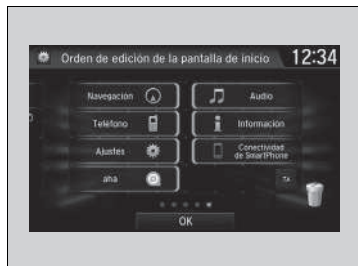 Orden de edición de la pantalla de inicio 12:34
Navegación
Audio
Teléfono
Información
Ajustes
Conectividad
de SmartPhone
aha
TA
OK